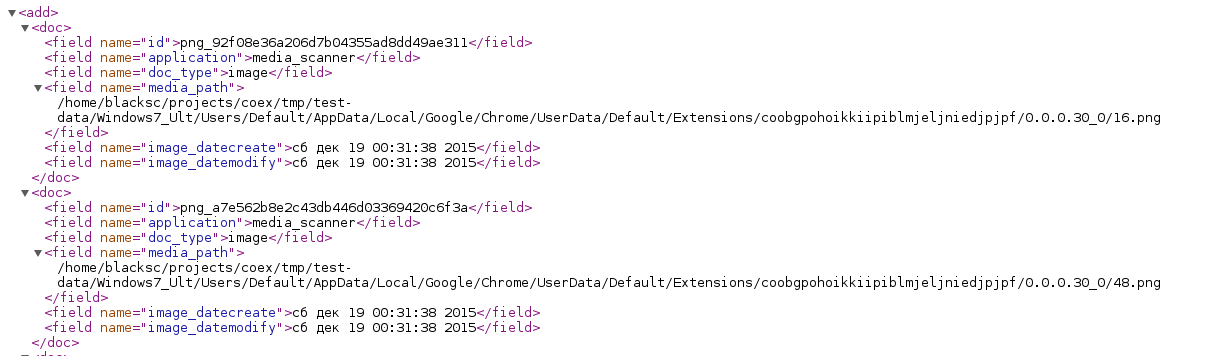 ▼<add>
▼<doc>
<field name="id">png_92f08e36a206d7b04355ad8dd49ae311</field>
<field name="application">media_scanner</field>
<field name="doc_type">image</field>
▼<field name="media_path">
/home/blacksc/projects/coex/tmp/test-
data/Windows7_Ult/Users/Default/AppData/Local/Google/Chrome/UserData/Default/Extensions/coobgpohoikkiipiblmjeljniedjpjpf/0.0.0.30_0/16.png
</field>
<field name="image_datecreate">сб дек 19 00:31:38 2015</field>
<field name="image_datemodify">сб дек 19 00:31:38 2015</field>
</doc>
▼<doc>
<field name="id">png_a7e562b8e2c43db446d03369420c6f3a</field>
<field name="application">media_scanner</field>
<field name="doc_type">image</field>
▼<field name="media_path">
/home/blacksc/projects/coex/tmp/test-
data/Windows7_Ult/Users/Default/AppData/Local/Google/Chrome/UserData/Default/Extensions/coobgpohoikkiipiblmjeljniedjpjpf/0.0.0.30_0/48.png
</field>
<field name="image_datecreate">сб дек 19 00:31:38 2015</field>
<field name="image_datemodify">сб дек 19 00:31:38 2015</field>
</doc>